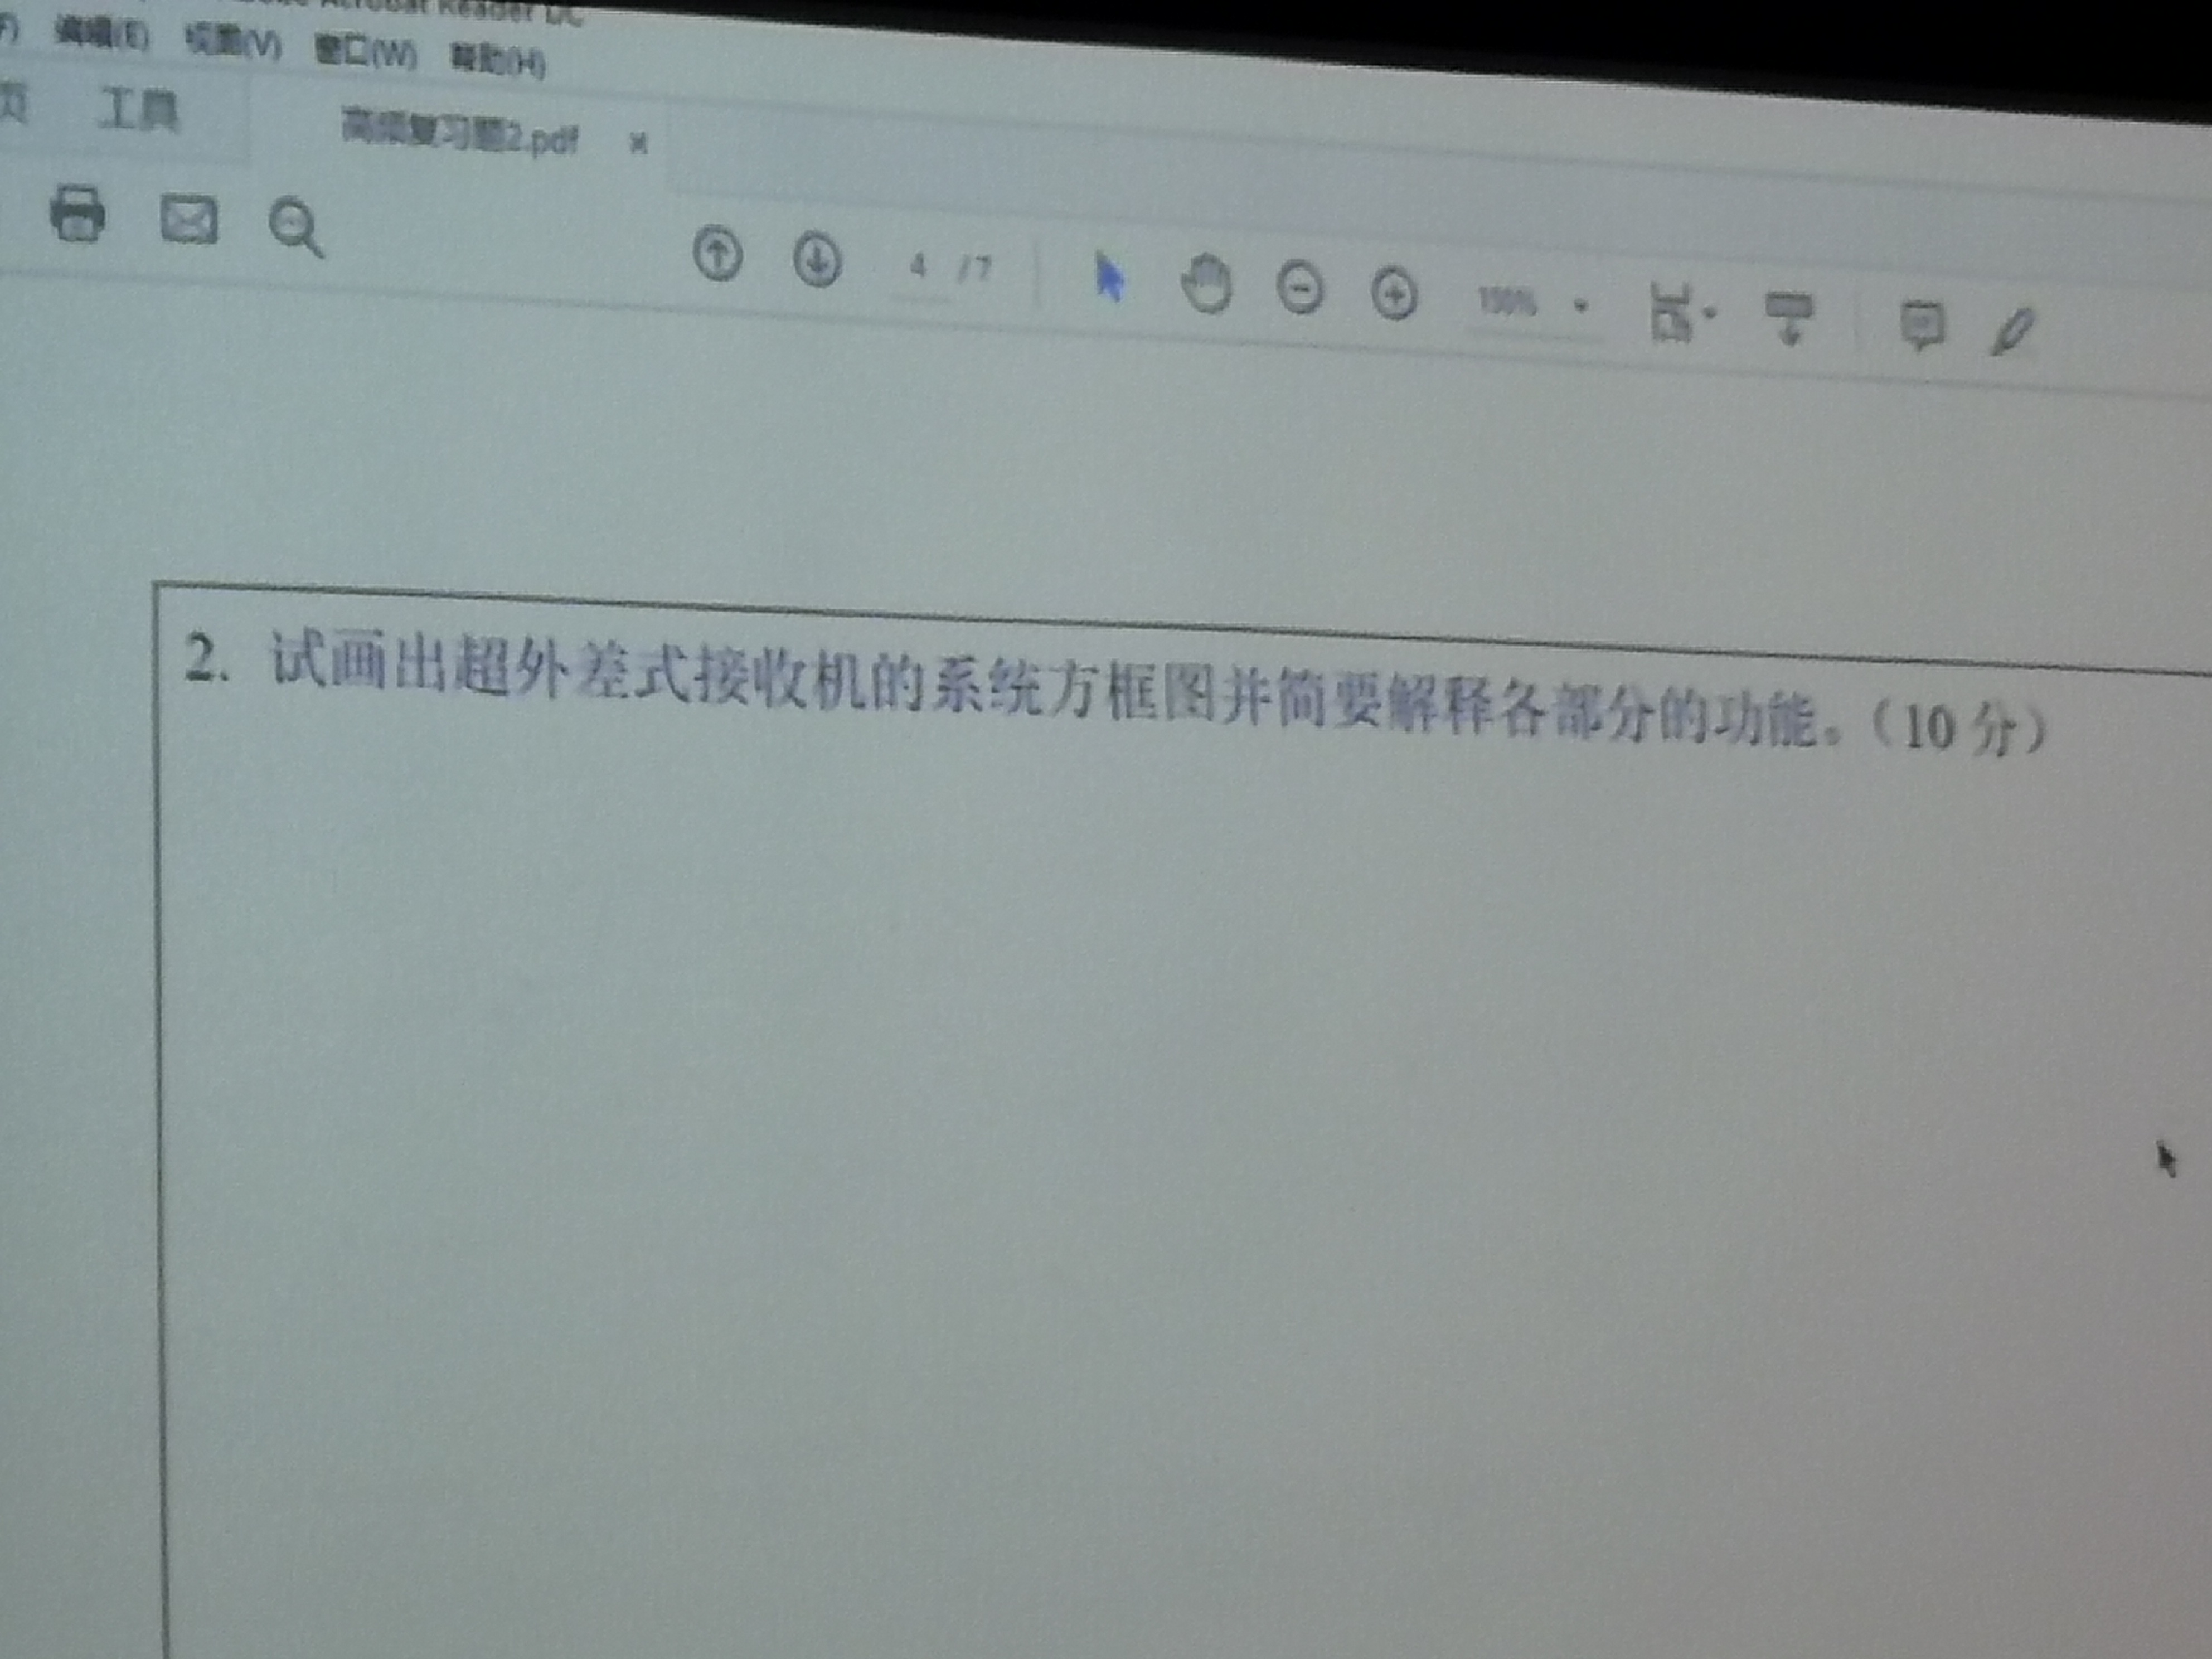 Acrobat Reader DC
编辑(E) 视图(V) 窗口(W) 帮助(H)
页 工具 高频复习题2.pdf ×
4 / 7 150%
2. 试画出超外差式接收机的系统方框图并简要解释各部分的功能。（10 分）